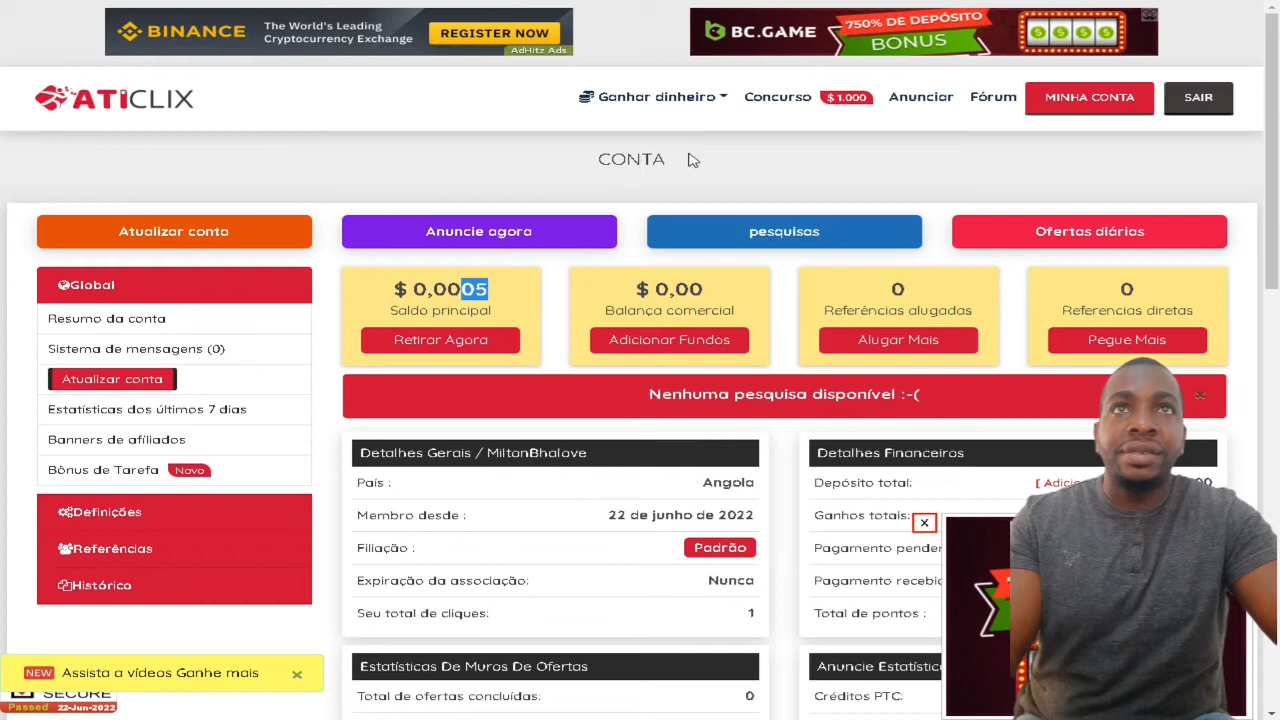 BINANCE
The World's Leading
Cryptocurrency Exchange
REGISTER NOW
AdHitz Ads
BC.GAME
750% DE DEPÓSITO
BONUS
ATICLIX
Ganhar dinheiro
Concurso
$1.000
Anunciar
Fórum
MINHA CONTA
SAIR
CONTA
Atualizar conta
Anuncie agora
pesquisas
Ofertas diárias
Global
Resumo da conta
Sistema de mensagens (0)
Atualizar conta
Estatísticas dos últimos 7 dias
Banners de afiliados
Bônus de Tarefa Novo
Definições
Referências
Histórico
$ 0,0005
Saldo principal
Retirar Agora
$ 0,00
Balança comercial
Adicionar Fundos
0
Referências alugadas
Alugar Mais
0
Referencias diretas
Pegue Mais
Nenhuma pesquisa disponível :-(
Detalhes Gerais / MiltonBhalave
País : Angola
Membro desde : 22 de junho de 2022
Filiação : Padrão
Expiração da associação: Nunca
Seu total de cliques: 1
Estatísticas De Muros De Ofertas
Total de ofertas concluídas: 0
Detalhes Financeiros
Depósito total:
Ganhos totais:
Pagamento
Pagamento
Total de pontos :
Anuncie
Créditos PTC:
NEW Assista a vídeos Ganhe mais
SECURE
Passed 22-Jun-2022